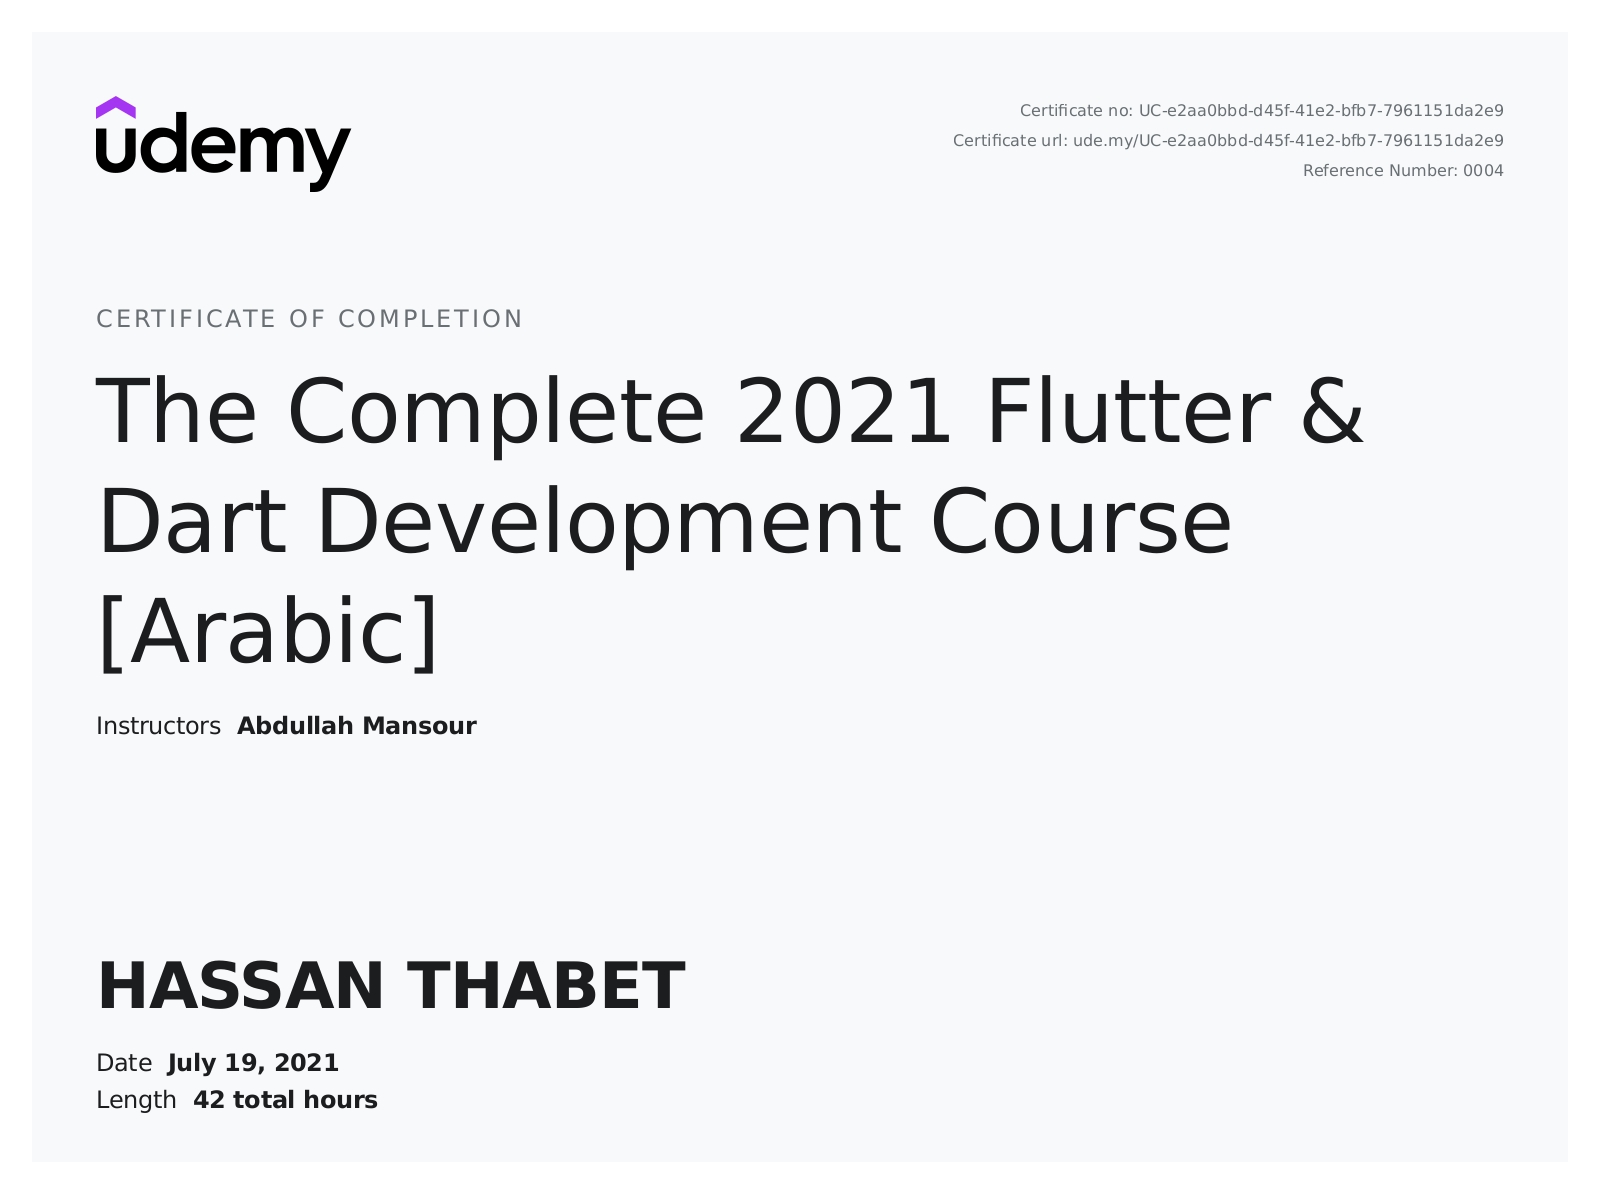 udemy
Certificate no: UC-e2aa0bbd-d45f-41e2-bfb7-7961151da2e9
Certificate url: ude.my/UC-e2aa0bbd-d45f-41e2-bfb7-7961151da2e9
Reference Number: 0004
CERTIFICATE OF COMPLETION
The Complete 2021 Flutter &
Dart Development Course
[Arabic]
Instructors Abdullah Mansour
HASSAN THABET
Date July 19, 2021
Length 42 total hours